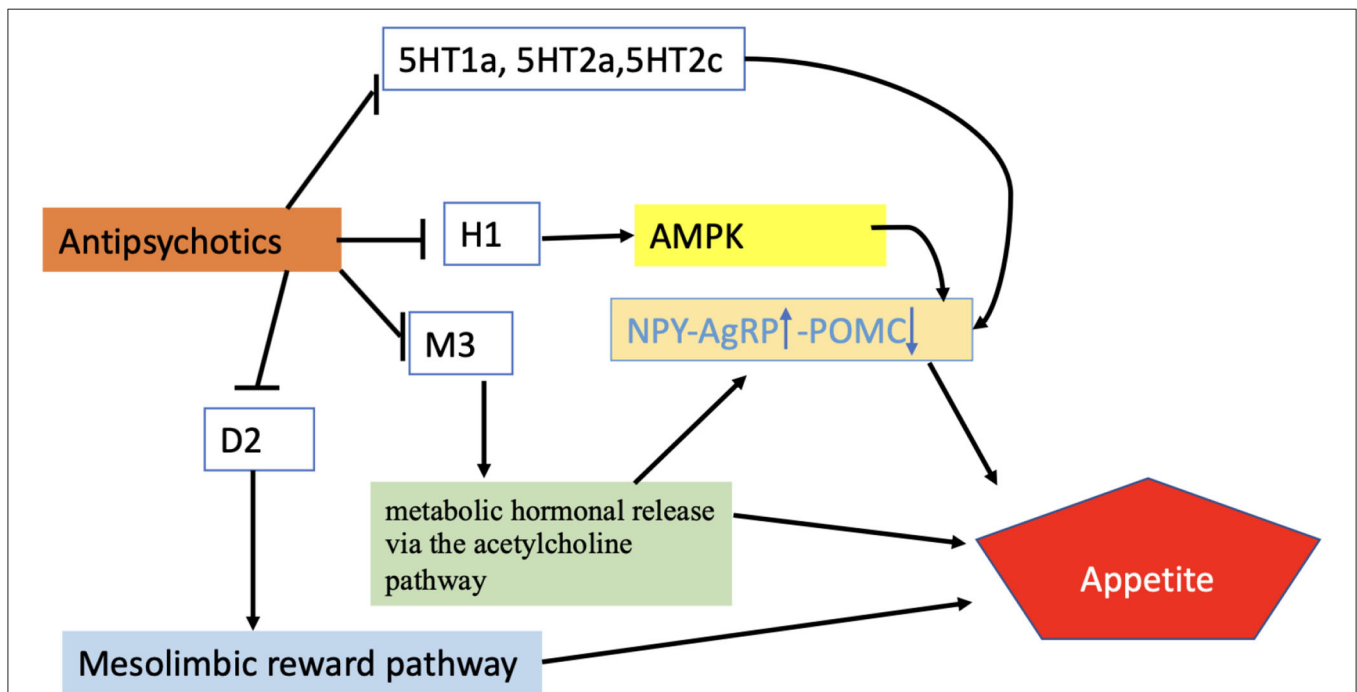 5HT1a, 5HT2a,5HT2c
Antipsychotics
H1
AMPK
NPY-AgRP↑-POMC↓
M3
D2
metabolic hormonal release
via the acetylcholine
pathway
Appetite
Mesolimbic reward pathway